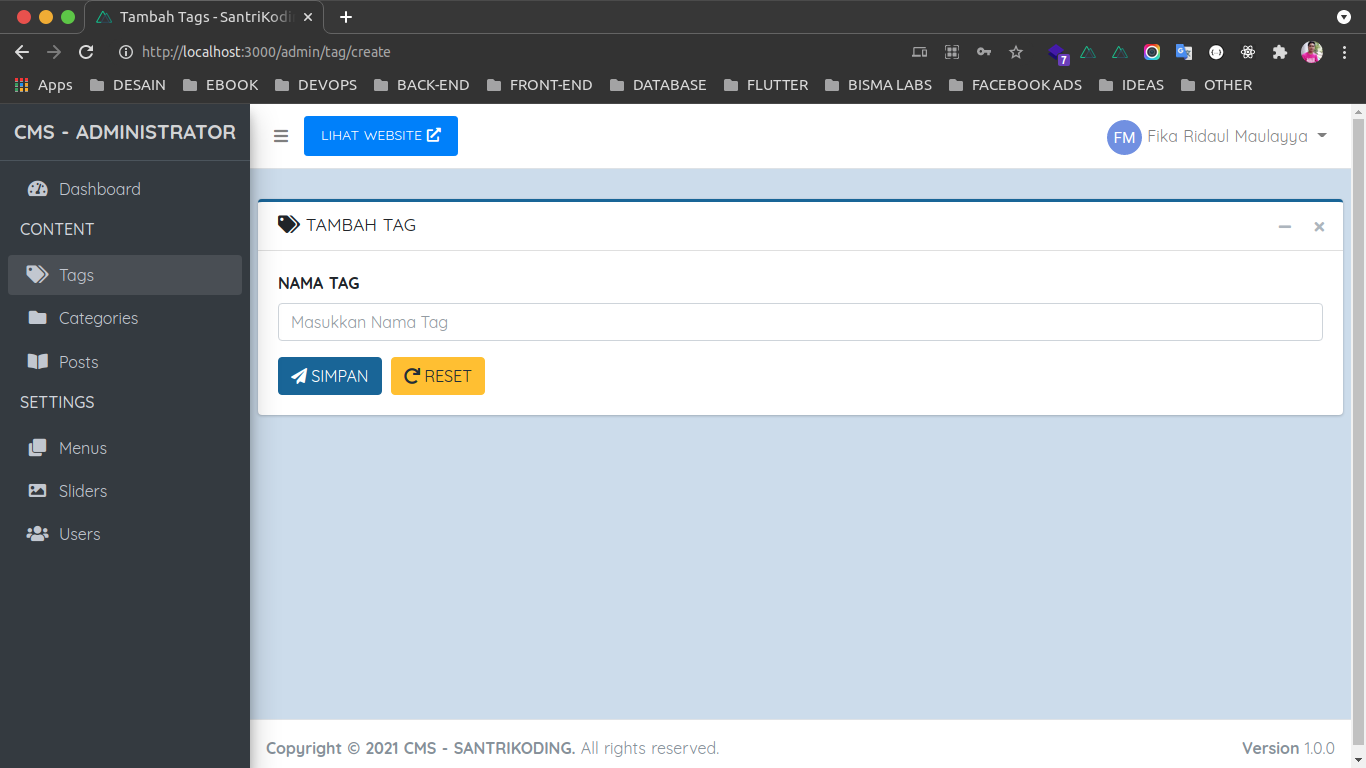 Tambah Tags - SantriKodi
http://localhost:3000/admin/tag/create
7
Apps DESAIN EBOOK DEVOPS BACK-END FRONT-END DATABASE FLUTTER BISMA LABS FACEBOOK ADS IDEAS OTHER
CMS - ADMINISTRATOR
LIHAT WEBSITE
FM Fika Ridaul Maulayya
Dashboard
CONTENT
Tags
Categories
Posts
SETTINGS
Menus
Sliders
Users
TAMBAH TAG
NAMA TAG
Masukkan Nama Tag
SIMPAN RESET
Copyright © 2021 CMS - SANTRIKODING. All rights reserved.
Version 1.0.0